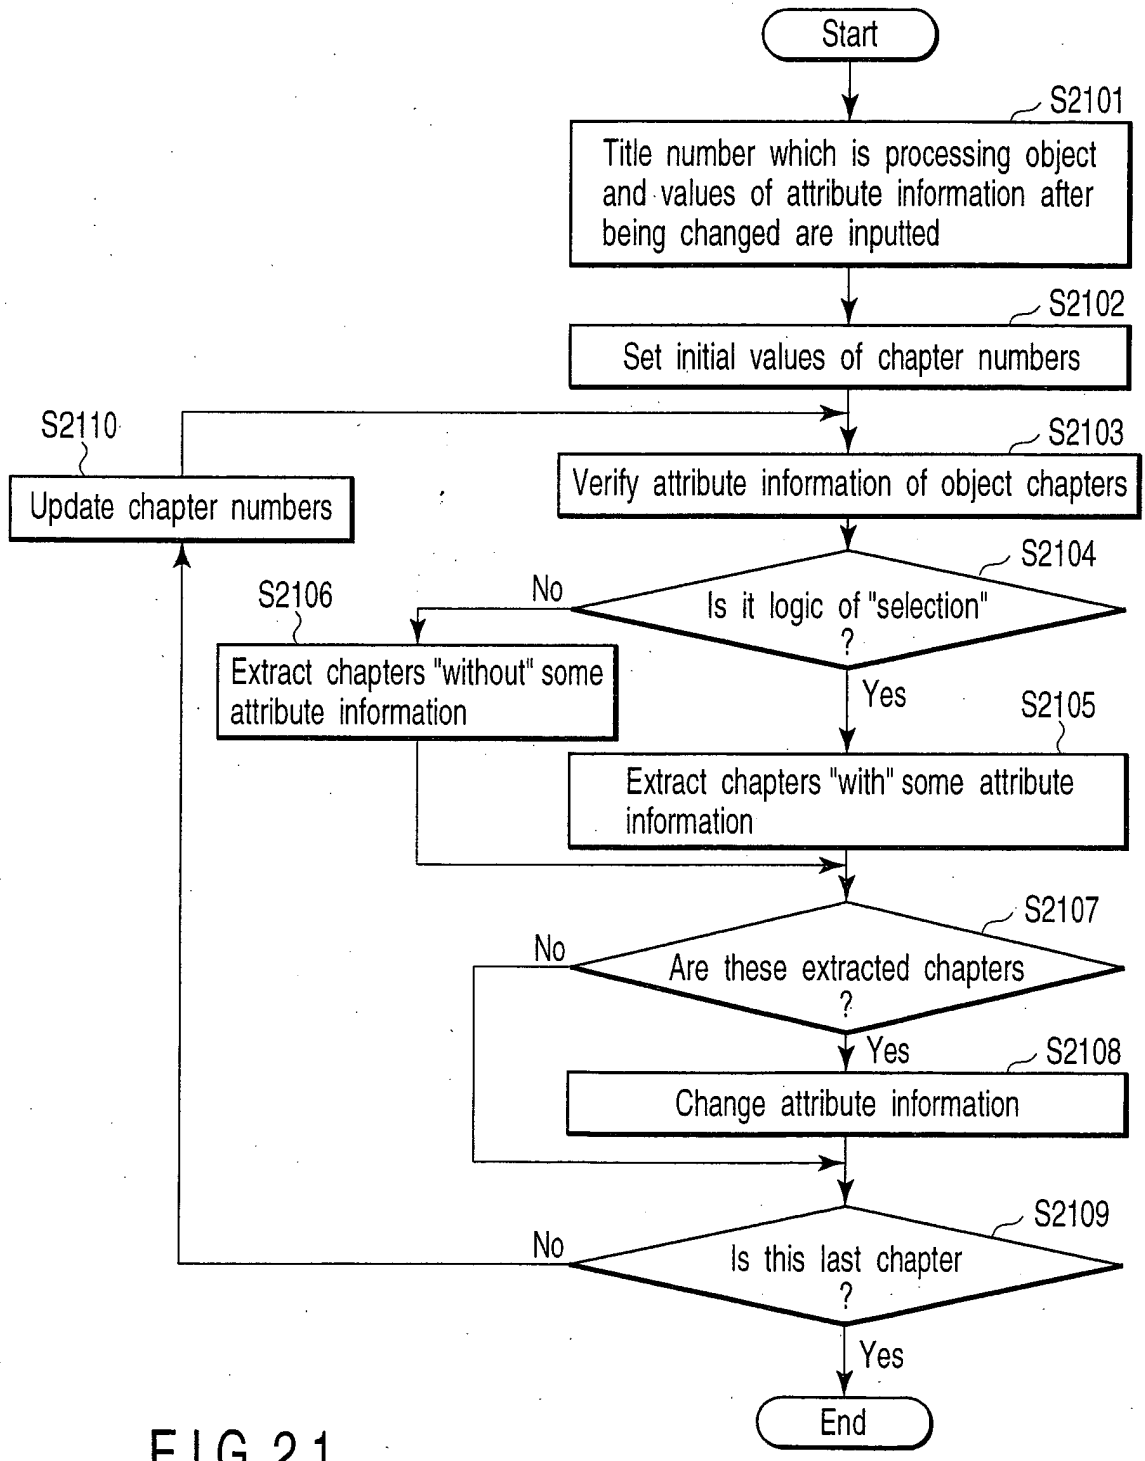 Start
S2101
Title number which is processing object
and values of attribute information after
being changed are inputted
S2102
Set initial values of chapter numbers
S2110
Update chapter numbers
S2103
Verify attribute information of object chapters
S2104
No
Is it logic of "selection"
?
Yes
S2106
Extract chapters "without" some
attribute information
S2105
Extract chapters "with" some attribute
information
S2107
No
Are these extracted chapters
?
Yes
S2108
Change attribute information
S2109
No
Is this last chapter
?
Yes
End
FIG. 21